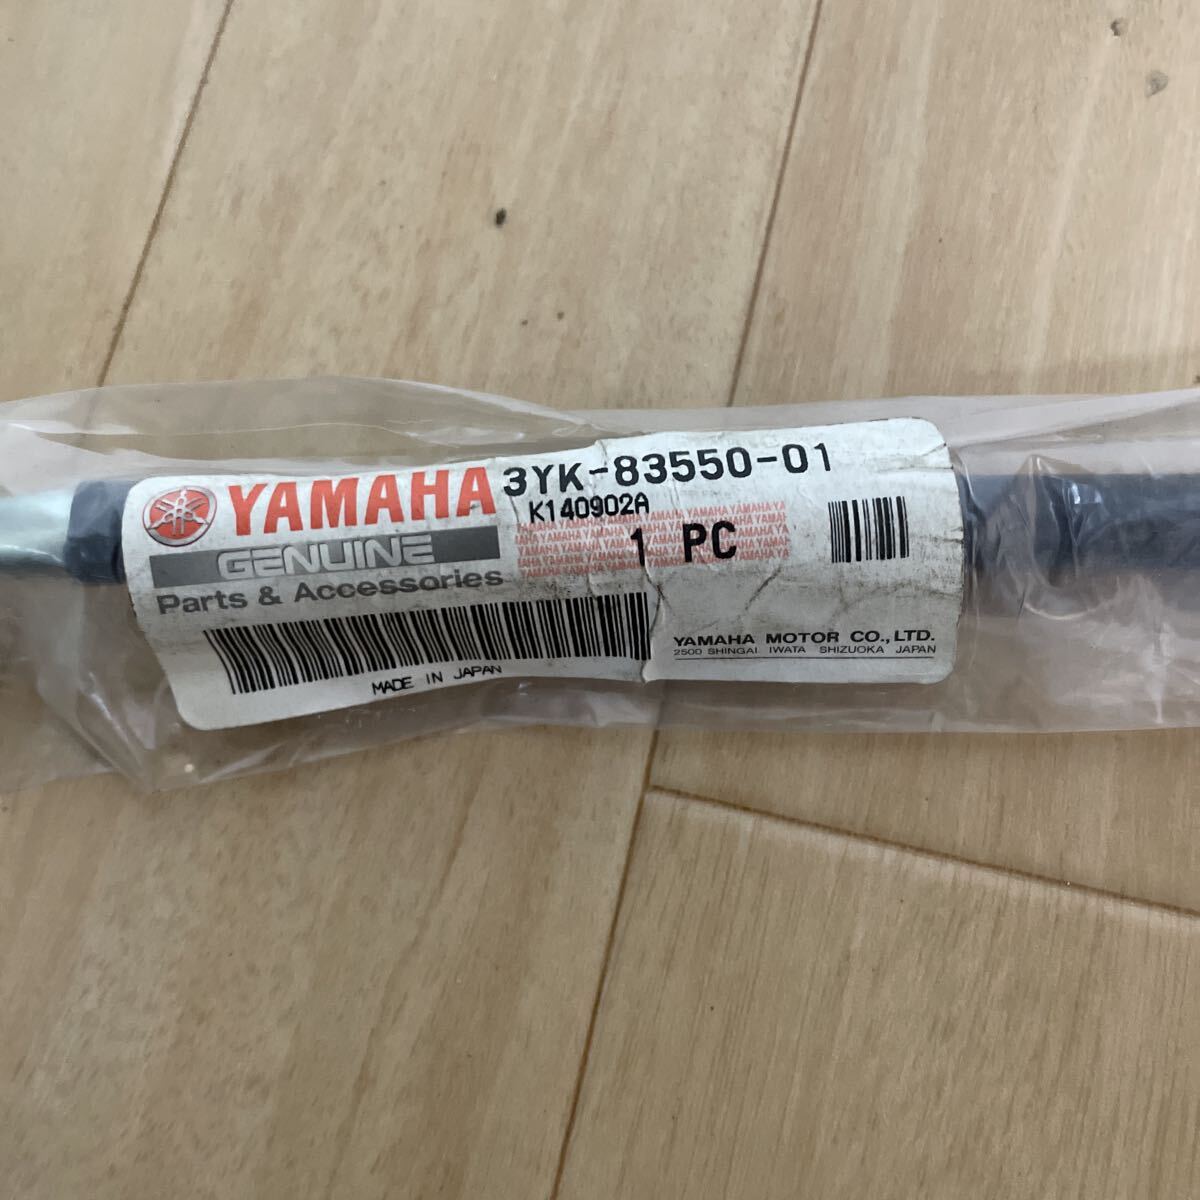 YAMAHA
GENUINE
Parts & Accessories
3YK-83550-01
K140902A
1 PC
MADE IN JAPAN
YAMAHA MOTOR CO.,LTD.
2500 SHINGAI IWATA SHIZUOKA JAPAN